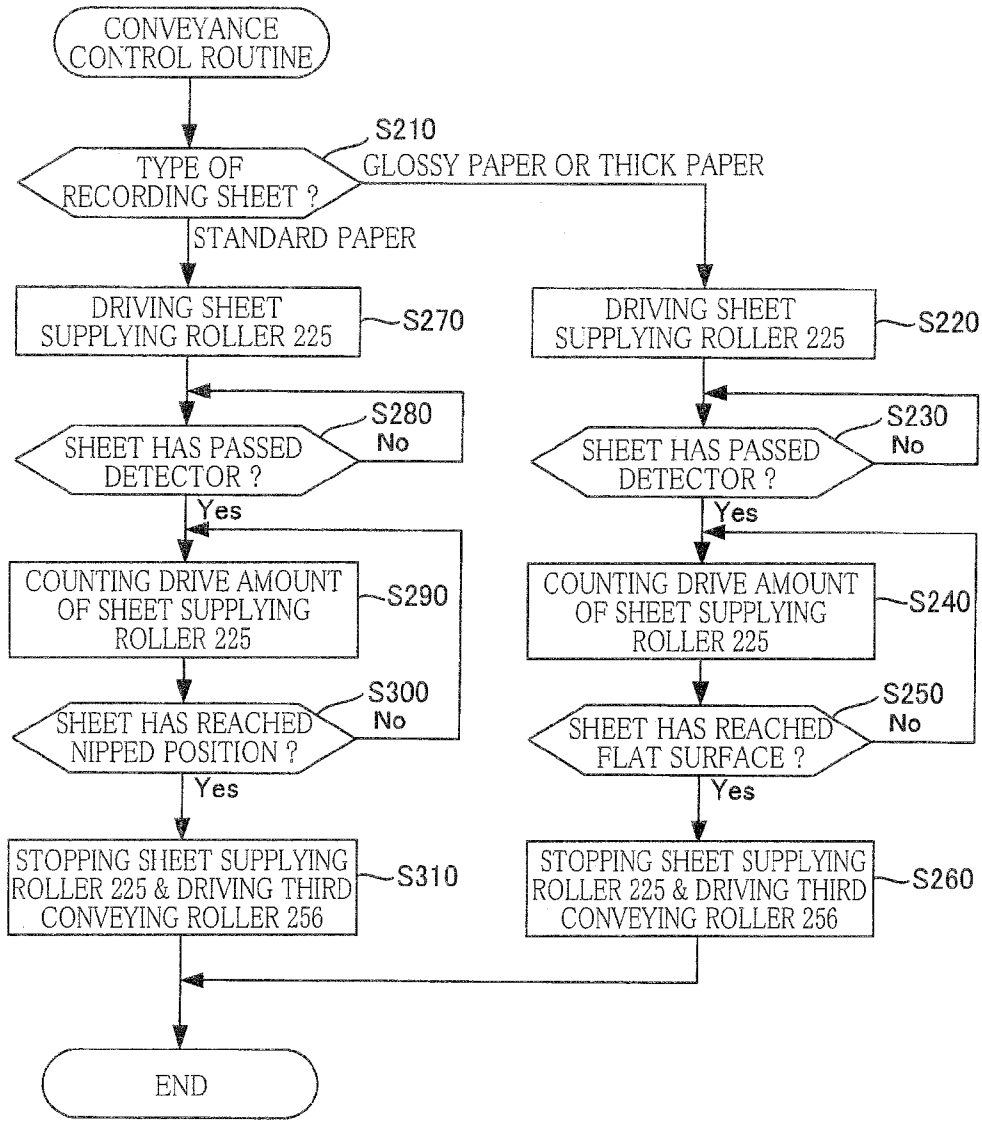 CONVEYANCE
CONTROL ROUTINE
S210
TYPE OF
RECORDING SHEET ?
GLOSSY PAPER OR THICK PAPER
STANDARD PAPER
DRIVING SHEET
SUPPLYING ROLLER 225
S270
SHEET HAS PASSED
DETECTOR ?
S280
No
Yes
COUNTING DRIVE AMOUNT
OF SHEET SUPPLYING
ROLLER 225
S290
SHEET HAS REACHED
NIPPED POSITION ?
S300
No
Yes
STOPPING SHEET SUPPLYING
ROLLER 225 & DRIVING THIRD
CONVEYING ROLLER 256
S310
DRIVING SHEET
SUPPLYING ROLLER 225
S220
SHEET HAS PASSED
DETECTOR ?
S230
No
Yes
COUNTING DRIVE AMOUNT
OF SHEET SUPPLYING
ROLLER 225
S240
SHEET HAS REACHED
FLAT SURFACE ?
S250
No
Yes
STOPPING SHEET SUPPLYING
ROLLER 225 & DRIVING THIRD
CONVEYING ROLLER 256
S260
END